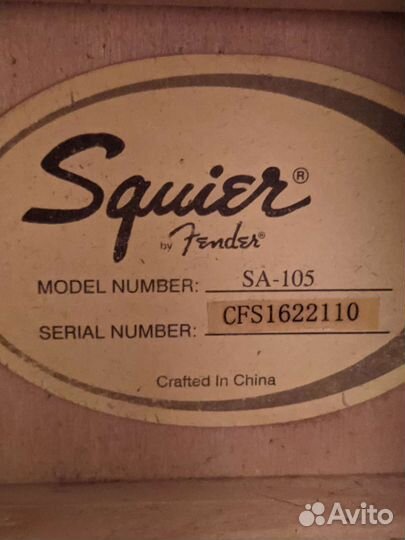 Squier®
by Fender®
MODEL NUMBER: SA-105
SERIAL NUMBER: CFS1622110
Crafted In China
Avito